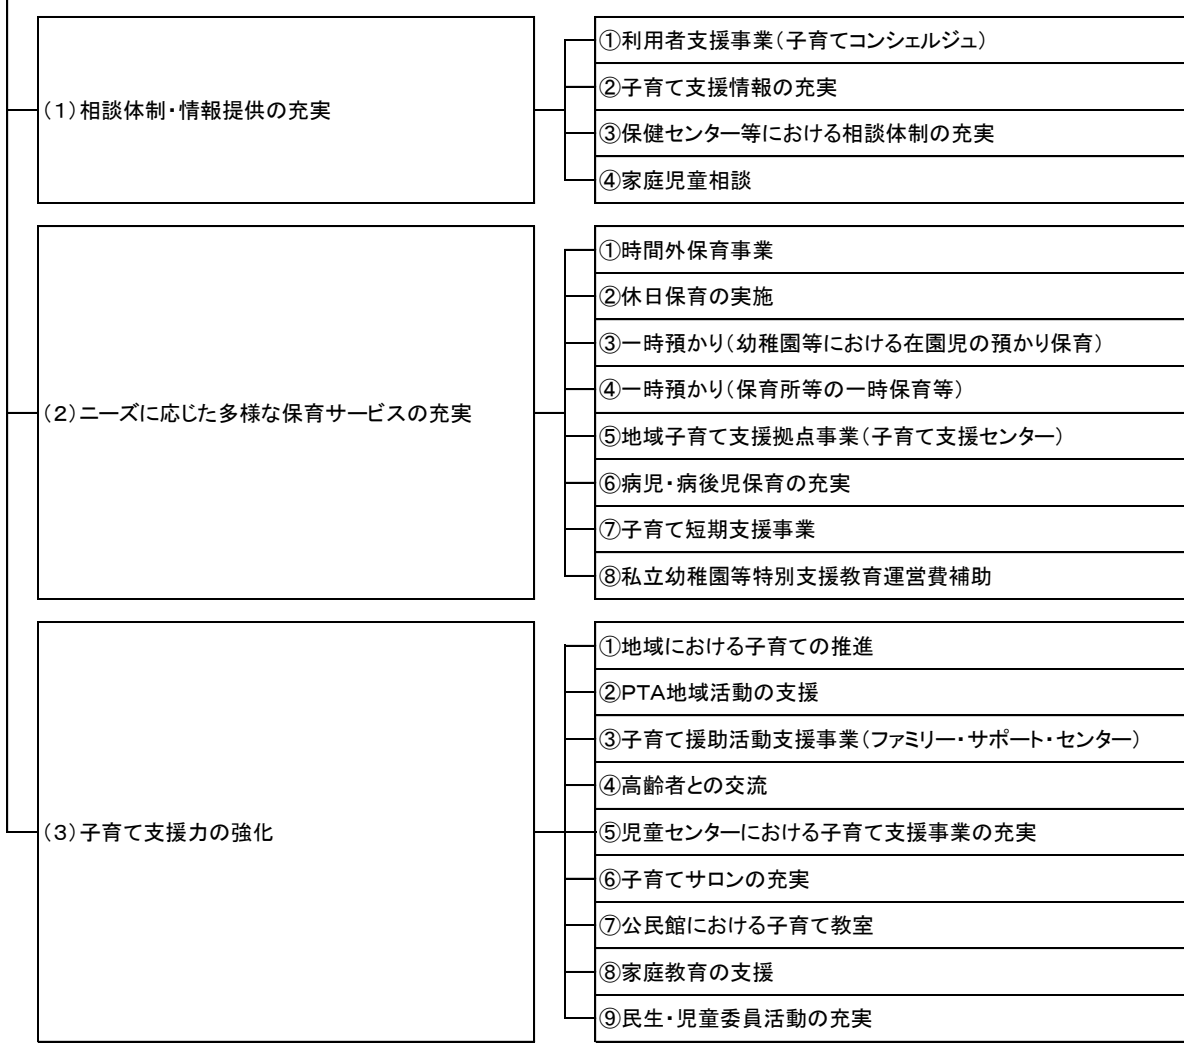 (1)相談体制・情報提供の充実
①利用者支援事業(子育てコンシェルジュ)
②子育て支援情報の充実
③保健センター等における相談体制の充実
④家庭児童相談
(2)ニーズに応じた多様な保育サービスの充実
①時間外保育事業
②休日保育の実施
③一時預かり(幼稚園等における在園児の預かり保育)
④一時預かり(保育所等の一時保育等)
⑤地域子育て支援拠点事業(子育て支援センター)
⑥病児・病後児保育の充実
⑦子育て短期支援事業
⑧私立幼稚園等特別支援教育運営費補助
(3)子育て支援力の強化
①地域における子育ての推進
②PTA地域活動の支援
③子育て援助活動支援事業(ファミリー・サポート・センター)
④高齢者との交流
⑤児童センターにおける子育て支援事業の充実
⑥子育てサロンの充実
⑦公民館における子育て教室
⑧家庭教育の支援
⑨民生・児童委員活動の充実